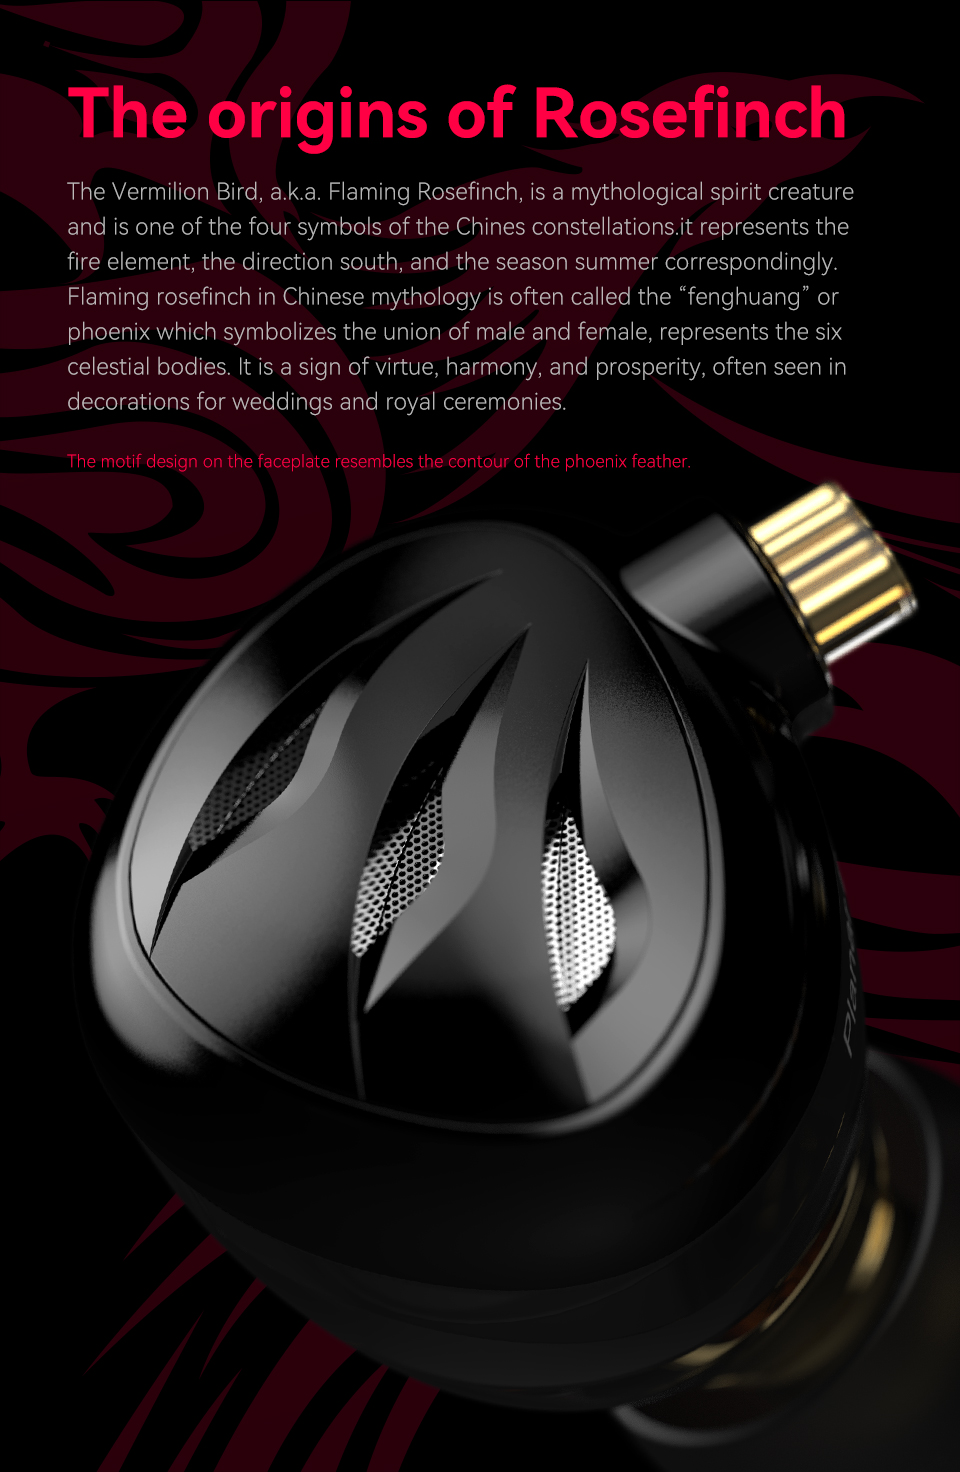 The origins of Rosefinch
The Vermilion Bird, a.k.a. Flaming Rosefinch, is a mythological spirit creature
and is one of the four symbols of the Chines constellations.it represents the
fire element, the direction south, and the season summer correspondingly.
Flaming rosefinch in Chinese mythology is often called the “fenghuang” or
phoenix which symbolizes the union of male and female, represents the six
celestial bodies. It is a sign of virtue, harmony, and prosperity, often seen in
decorations for weddings and royal ceremonies.
The motif design on the faceplate resembles the contour of the phoenix feather.